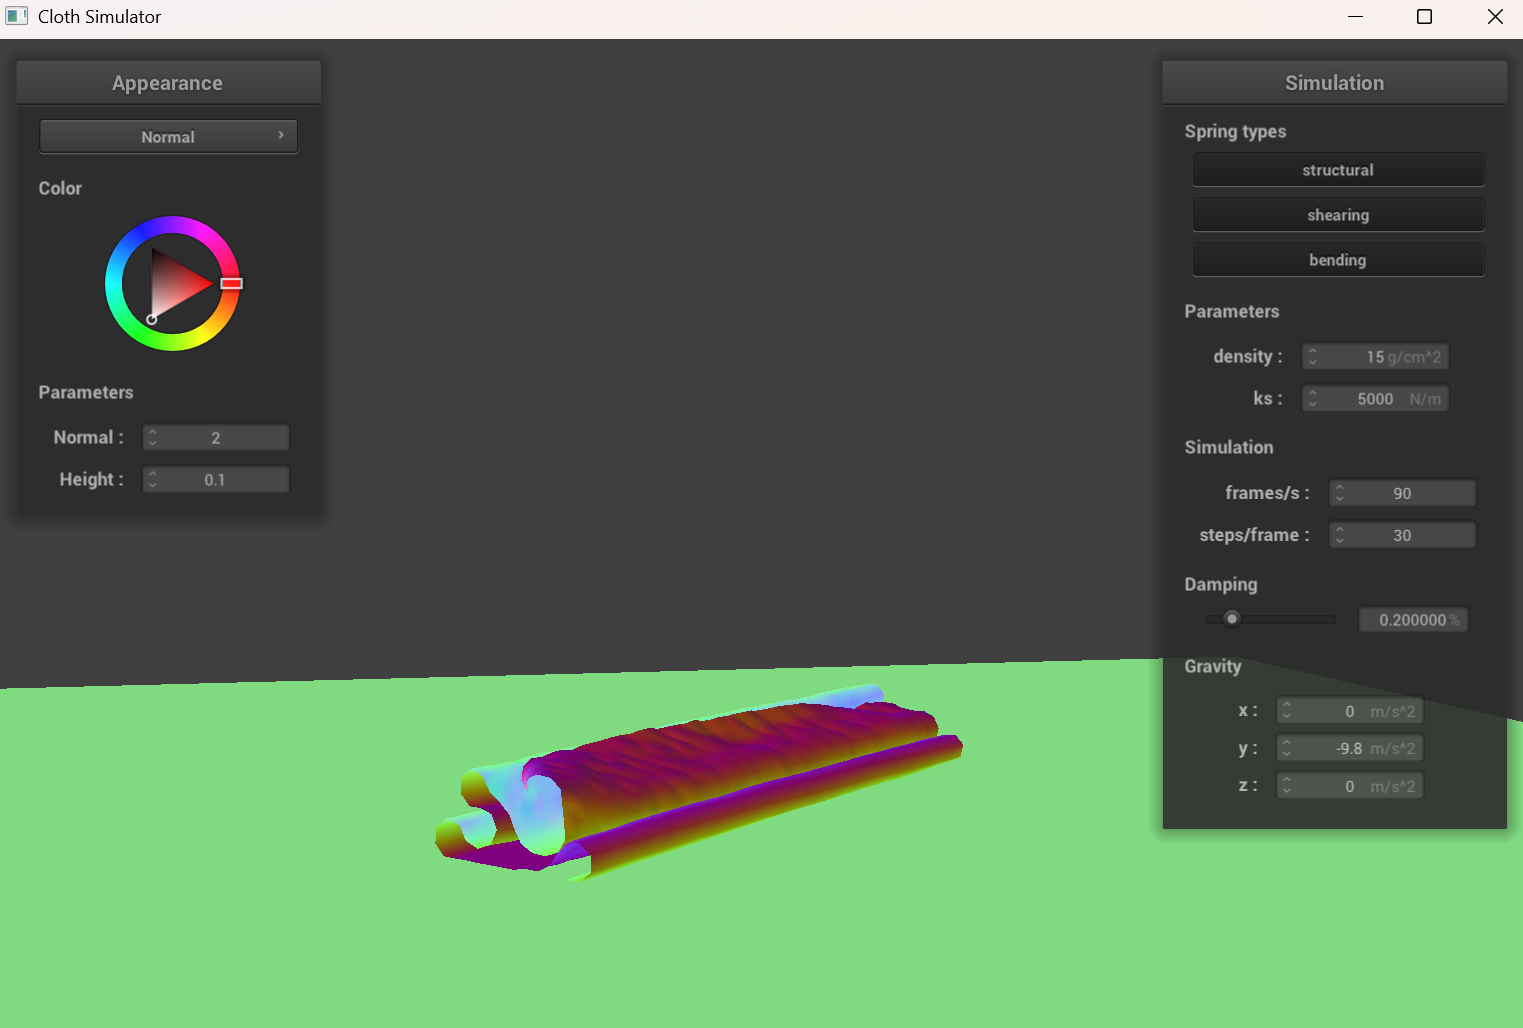 Cloth Simulator
Appearance
Normal
Color
Parameters
Normal : 2
Height : 0.1
Simulation
Spring types
structural
shearing
bending
Parameters
density : 15 g/cm^2
ks : 5000 N/m
Simulation
frames/s : 90
steps/frame : 30
Damping
0.200000 %
Gravity
x : 0 m/s^2
y : -9.8 m/s^2
z : 0 m/s^2